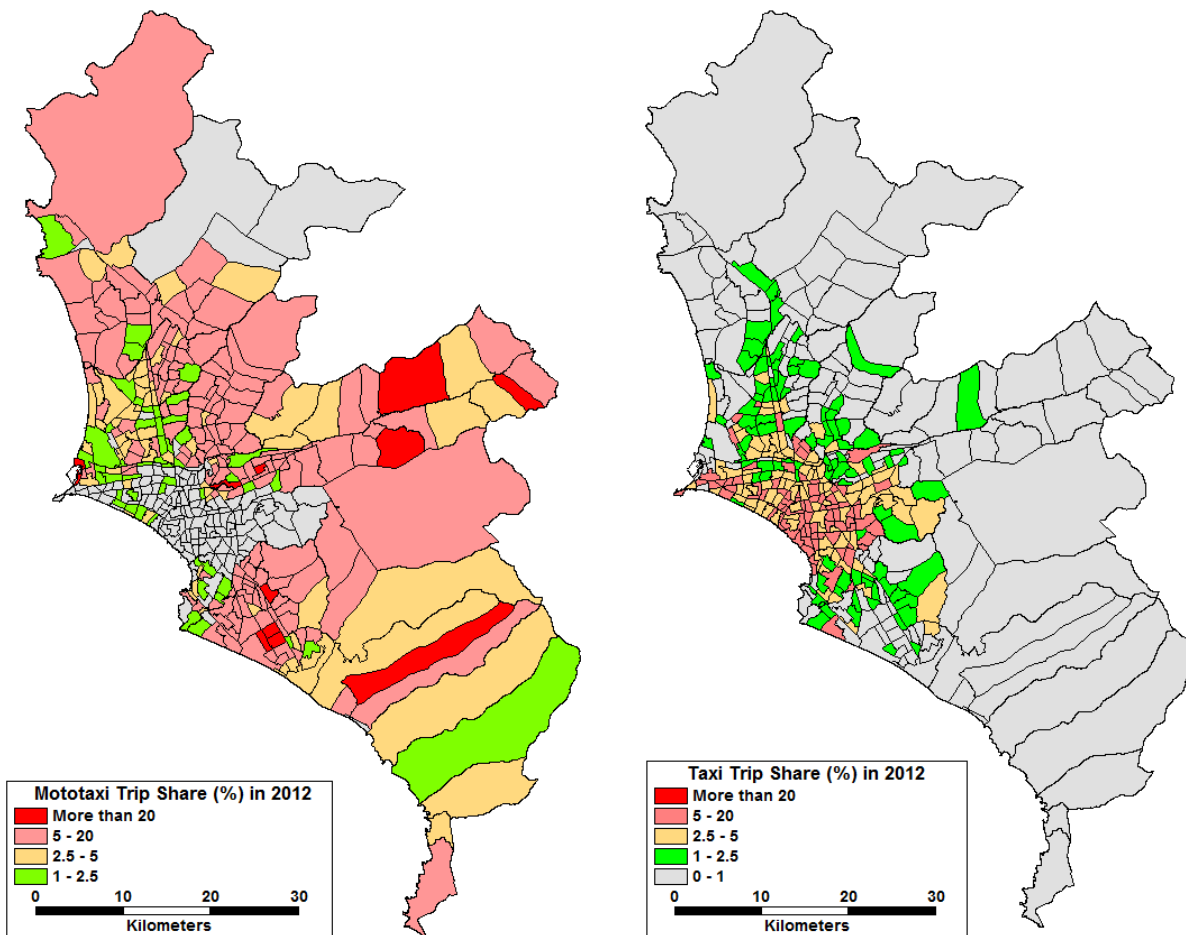 Mototaxi Trip Share (%) in 2012
More than 20
5 - 20
2.5 - 5
1 - 2.5
0 10 20 30
Kilometers
Taxi Trip Share (%) in 2012
More than 20
5 - 20
2.5 - 5
1 - 2.5
0 - 1
0 10 20 30
Kilometers